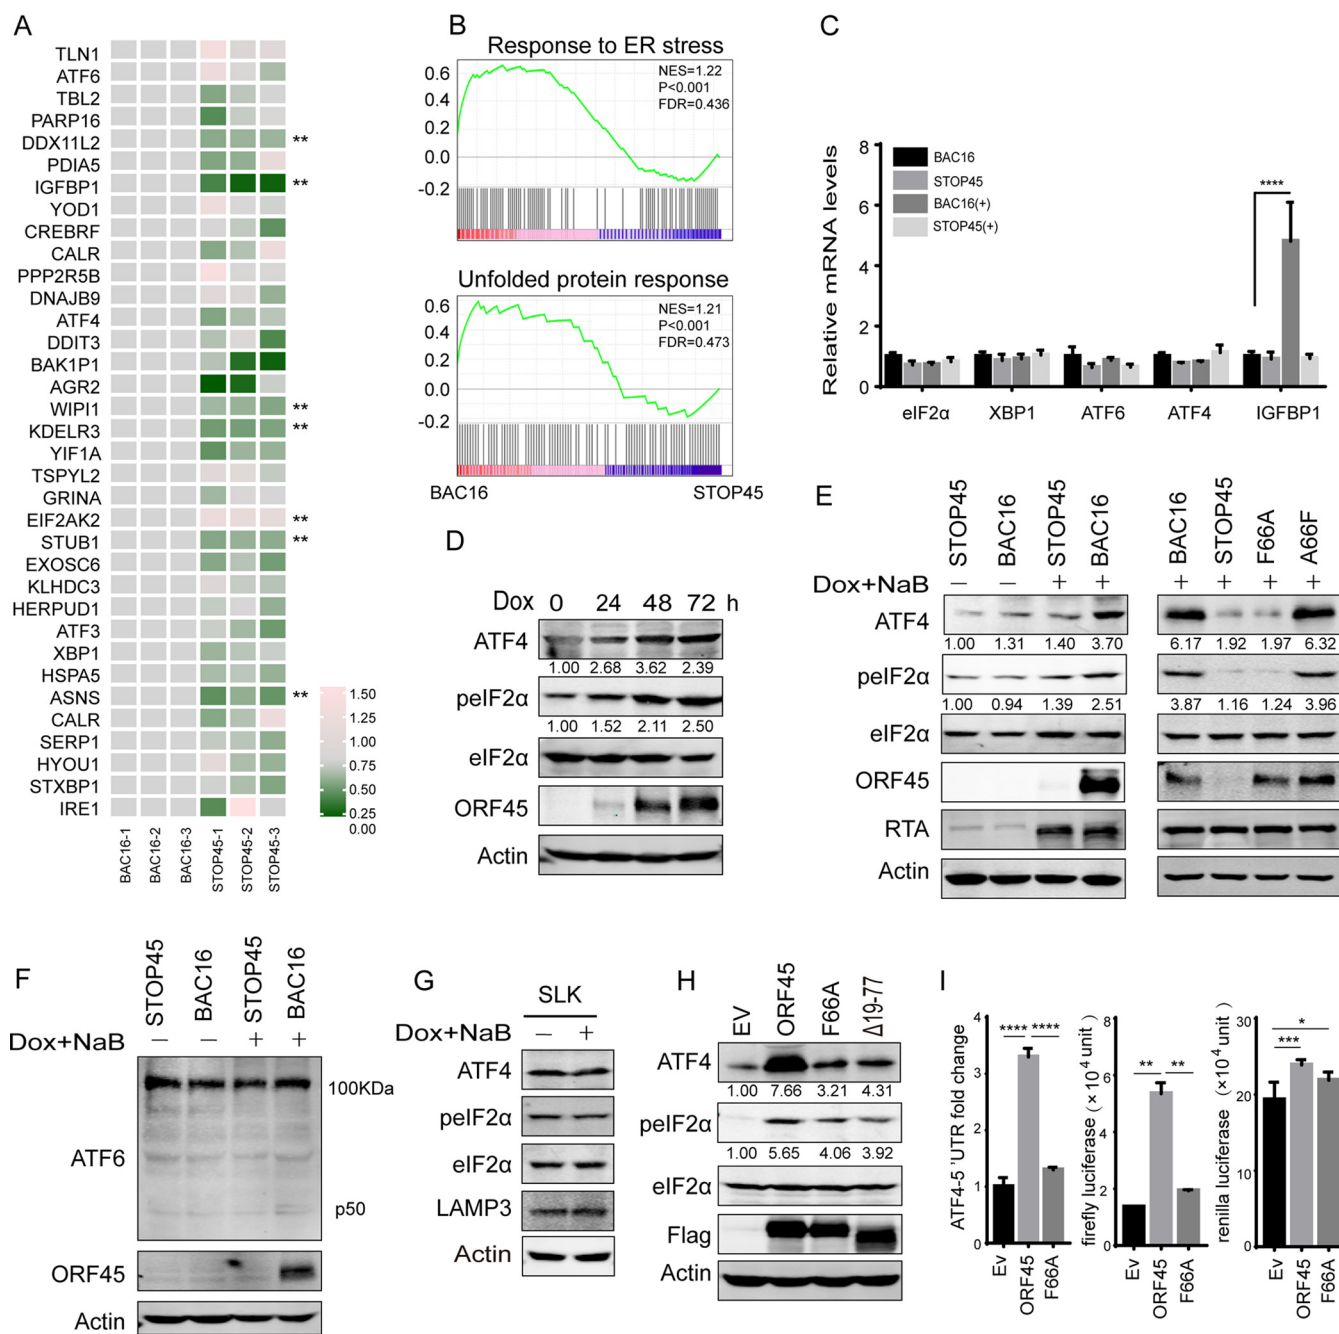 A
TLN1
ATF6
TBL2
PARP16
DDX11L2 **
PDIA5
IGFBP1 **
YOD1
CREBRF
CALR
PPP2R5B
DNAJB9
ATF4
DDIT3
BAK1P1
AGR2
WIPI1 **
KDELR3 **
YIF1A
TSPYL2
GRINA
EIF2AK2 **
STUB1 **
EXOSC6
KLHDC3
HERPUD1
ATF3
XBP1
HSPA5
ASNS **
CALR
SERP1
HYOU1
STXBP1
IRE1
1.50
1.25
1.00
0.75
0.50
0.25
0.00
BAC16-1 BAC16-2 BAC16-3 STOP45-1 STOP45-2 STOP45-3
B
Response to ER stress
0.6
0.4
0.2
0.0
-0.2
NES=1.22
P<0.001
FDR=0.436
Unfolded protein response
0.6
0.4
0.2
0.0
-0.2
NES=1.21
P<0.001
FDR=0.473
BAC16 STOP45
C
Relative mRNA levels
8
6
4
2
0
BAC16
STOP45
BAC16(+)
STOP45(+)
****
eIF2α XBP1 ATF6 ATF4 IGFBP1
D
Dox 0 24 48 72 h
ATF4
1.00 2.68 3.62 2.39
peIF2α
1.00 1.52 2.11 2.50
eIF2α
ORF45
Actin
E
STOP45 BAC16 STOP45 BAC16 BAC16 STOP45 F66A A66F
Dox+NaB − − + + + + + +
ATF4
1.00 1.31 1.40 3.70 6.17 1.92 1.97 6.32
peIF2α
1.00 0.94 1.39 2.51 3.87 1.16 1.24 3.96
eIF2α
ORF45
RTA
Actin
F
STOP45 BAC16 STOP45 BAC16
Dox+NaB − − + +
100KDa
ATF6
p50
ORF45
Actin
G
SLK
Dox+NaB − +
ATF4
peIF2α
eIF2α
LAMP3
Actin
H
EV ORF45 F66A Δ19-77
ATF4
1.00 7.66 3.21 4.31
peIF2α
1.00 5.65 4.06 3.92
eIF2α
Flag
Actin
I
ATF4-5 'UTR fold change
4
3
2
1
0
**** ****
Ev ORF45 F66A
firefly luciferase (×10⁴ unit)
8
6
4
2
0
** **
Ev ORF45 F66A
renilla luciferase (×10⁴ unit)
30
20
10
0
*
***
Ev ORF45 F66A